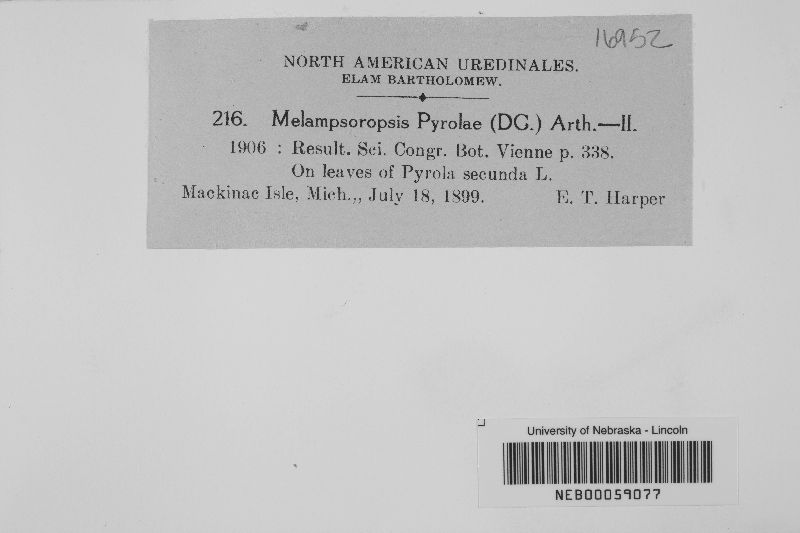 16952
NORTH AMERICAN UREDINALES.
ELAM BARTHOLOMEW.
216. Melampsoropsis Pyrolae (DC.) Arth.—II.
1906 : Result. Sci. Congr. Bot. Vienne p. 338.
On leaves of Pyrola secunda L.
Mackinac Isle, Mich.,, July 18, 1899. E. T. Harper
University of Nebraska - Lincoln
NEB00059077